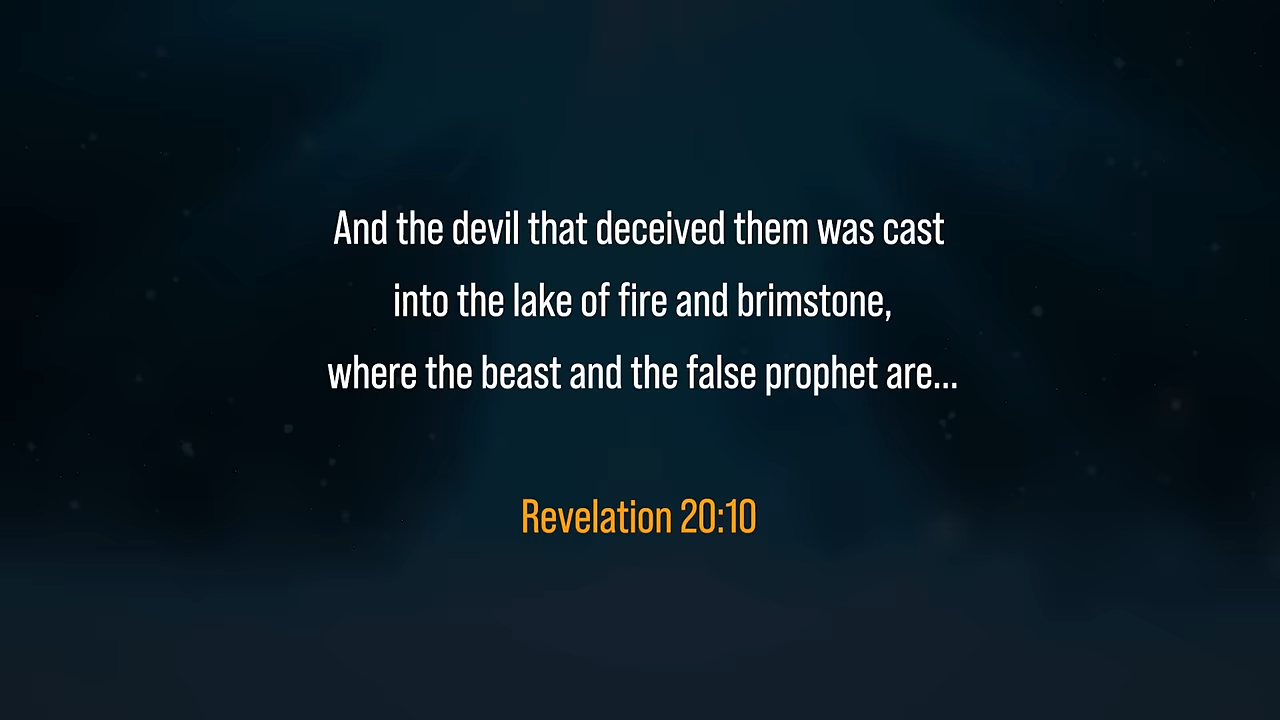 And the devil that deceived them was cast
into the lake of fire and brimstone,
where the beast and the false prophet are...
Revelation 20:10